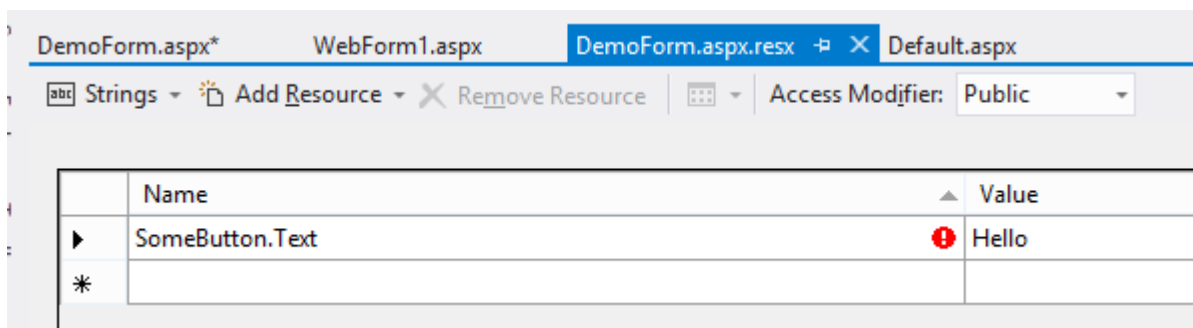 DemoForm.aspx* WebForm1.aspx DemoForm.aspx.resx Default.aspx
abc Strings Add Resource Remove Resource Access Modifier: Public
Name Value
SomeButton.Text Hello